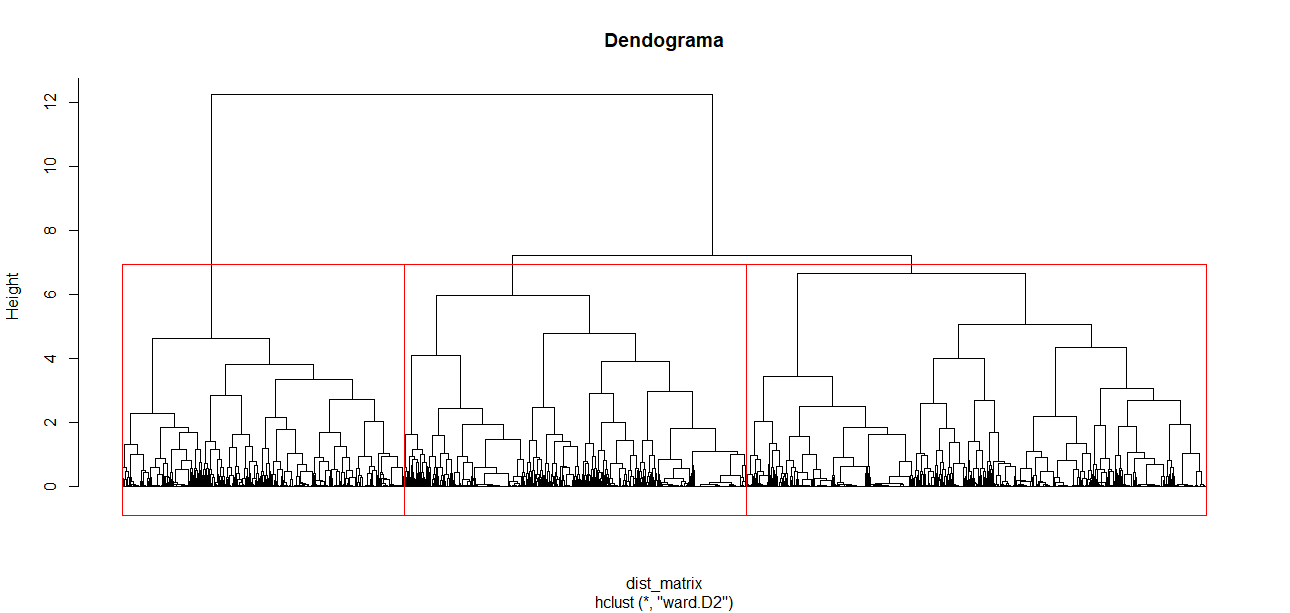 Dendograma
Height
12
10
8
6
4
2
0
dist_matrix
hclust (*, "ward.D2")